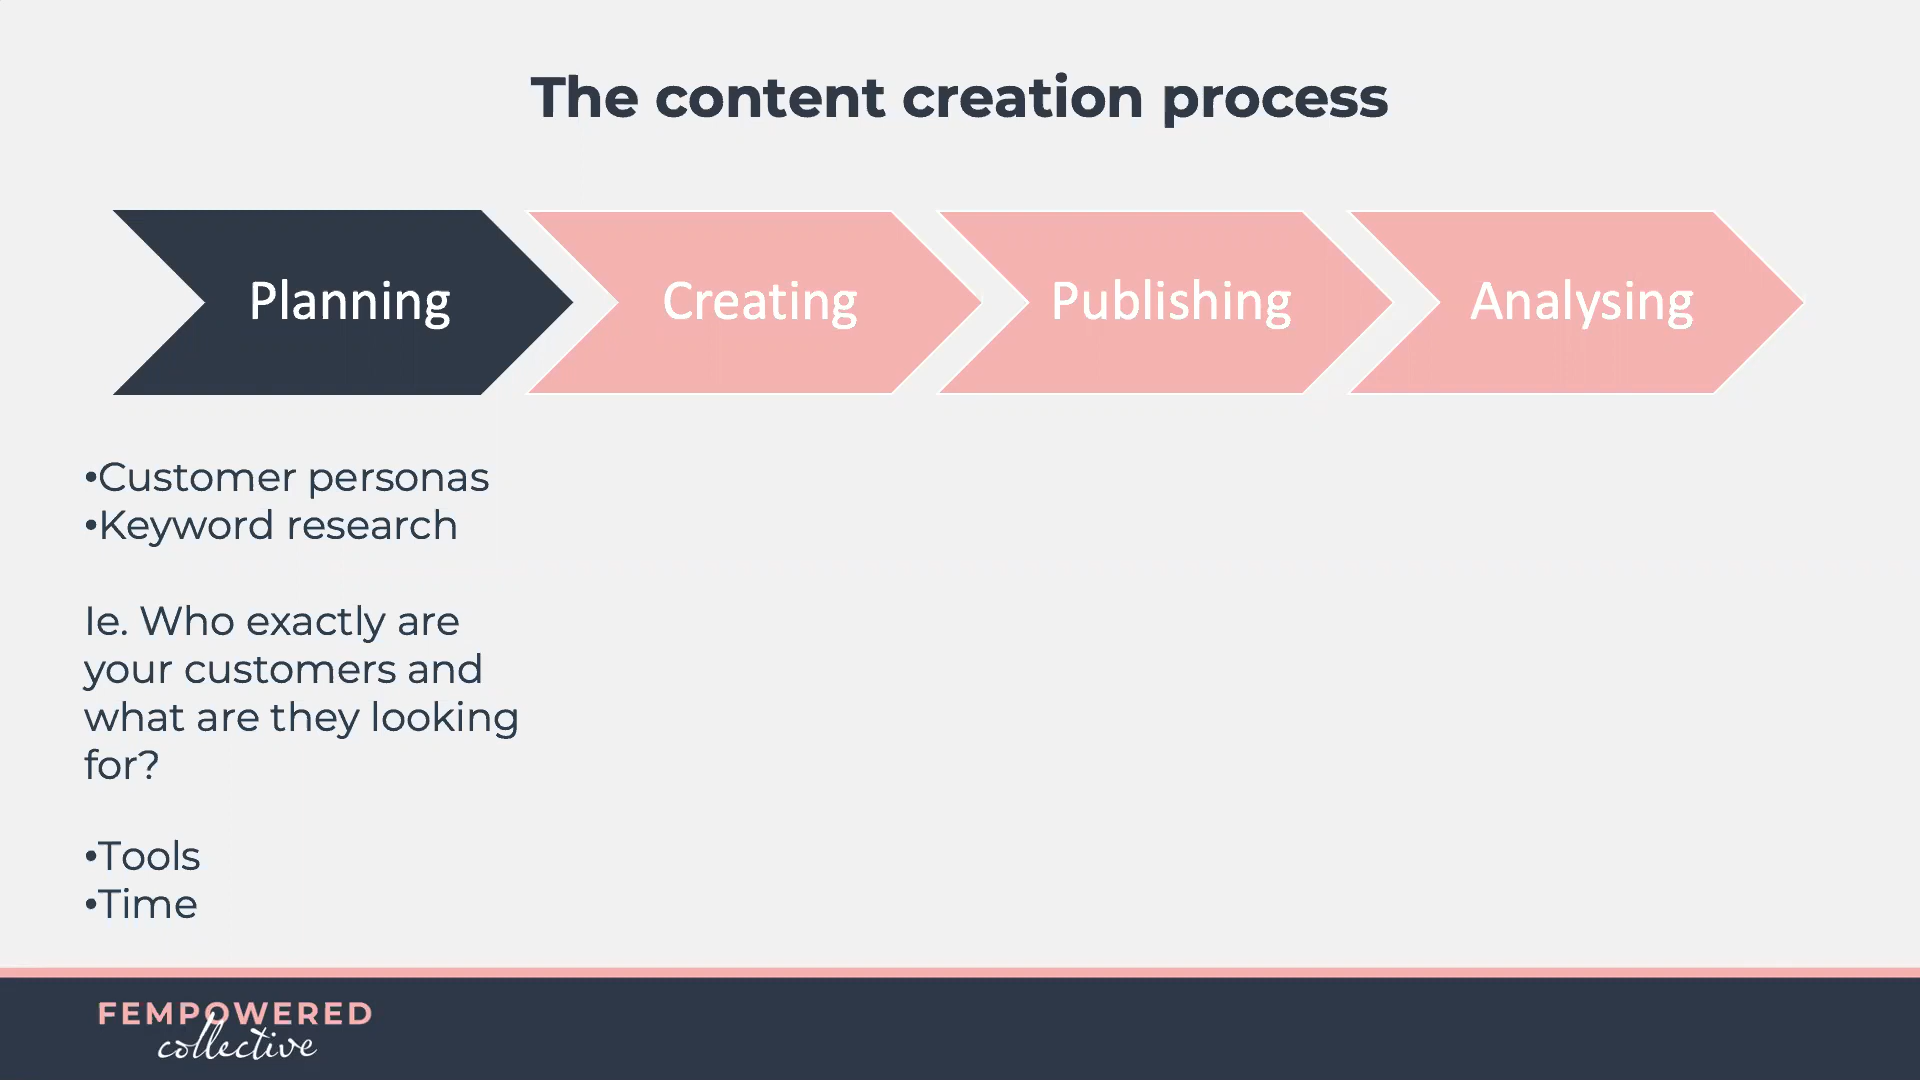 The content creation process
Planning
Creating
Publishing
Analysing
•Customer personas
•Keyword research
Ie. Who exactly are
your customers and
what are they looking
for?
•Tools
•Time
FEMPOWERED
collective